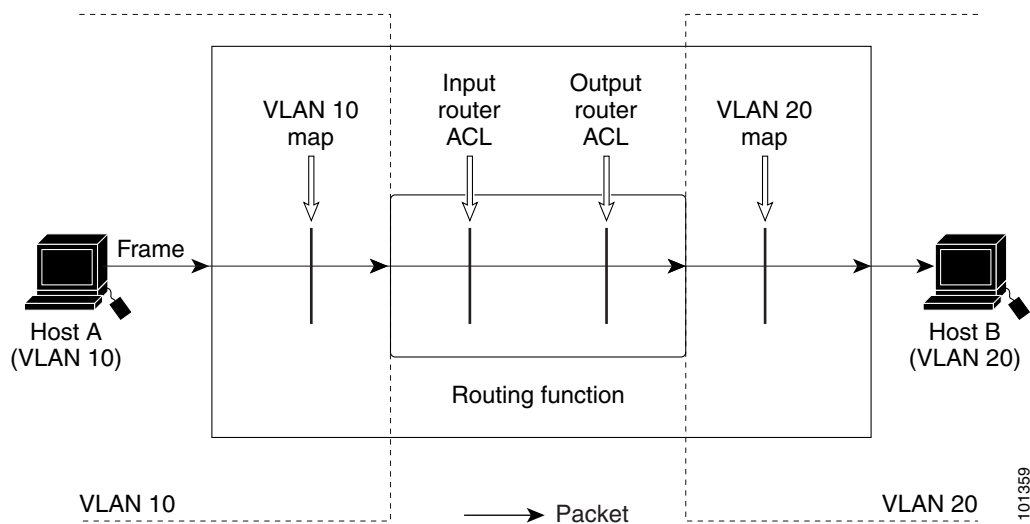 VLAN 10
map
Input
router
ACL
Output
router
ACL
VLAN 20
map
Frame
Host A
(VLAN 10)
Host B
(VLAN 20)
Routing function
VLAN 10
Packet
VLAN 20
101359